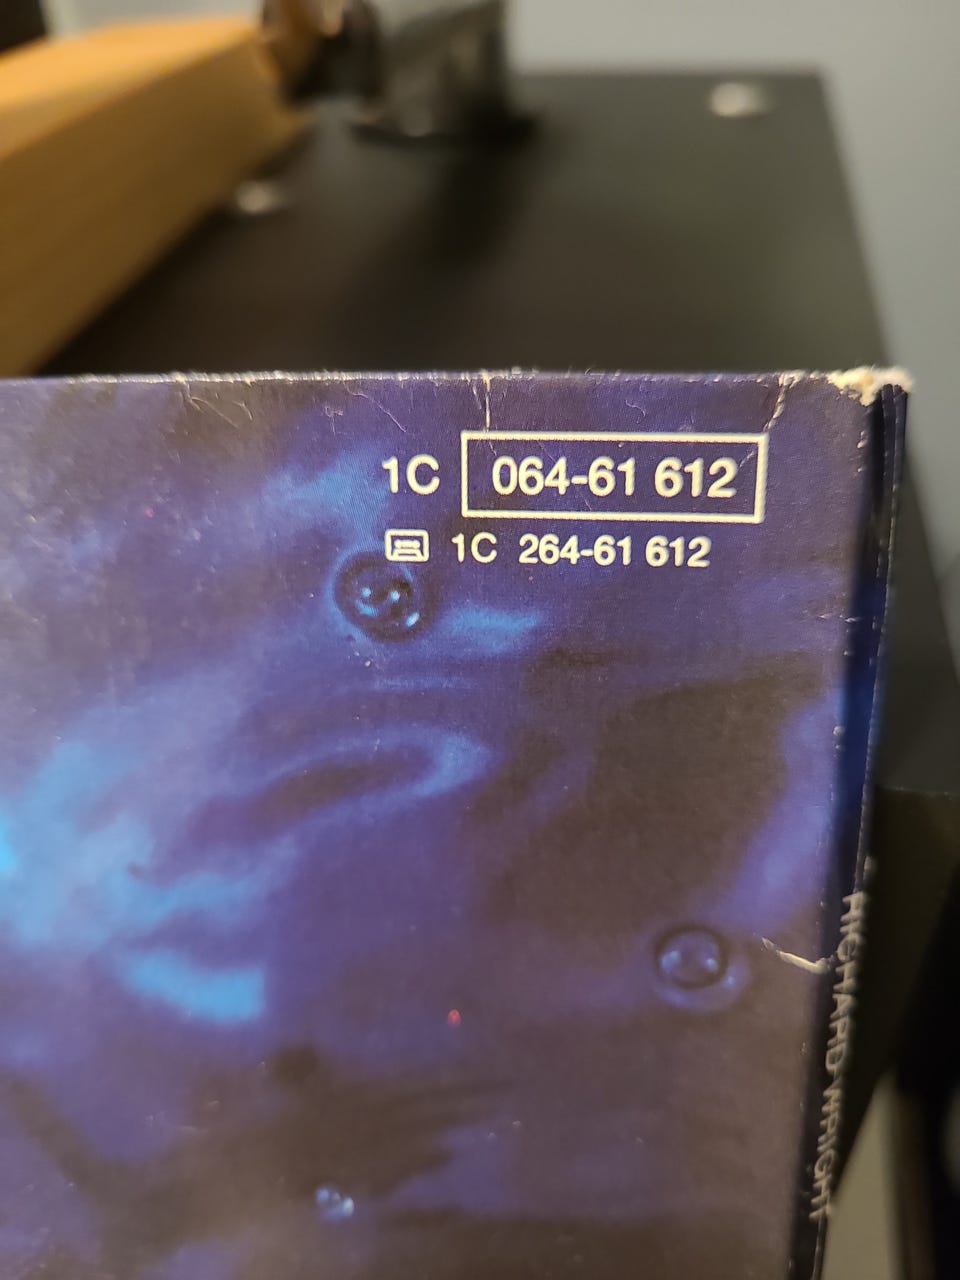 1C 064-61 612
1C 264-61 612
RICHARD WRIGHT